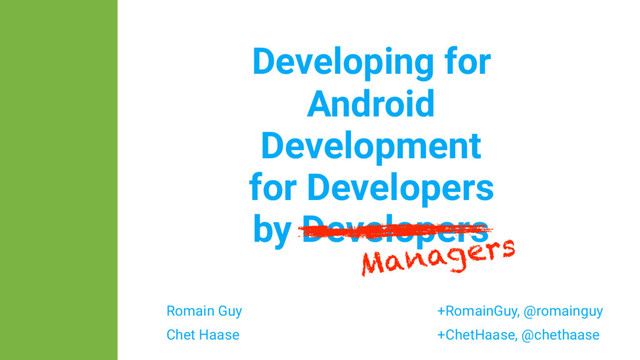 Developing for
Android
Development
for Developers
by Developers
Managers
Romain Guy
+RomainGuy, @romainguy
Chet Haase
+ChetHaase, @chethaase